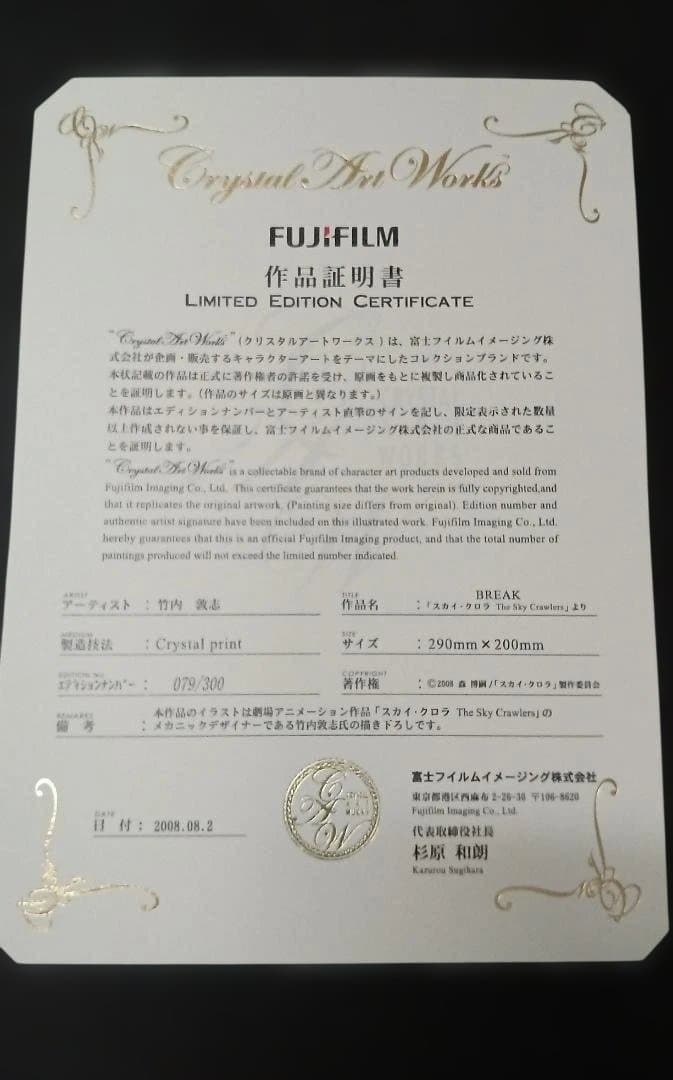 Crystal Art Works
FUJIFILM
作品証明書
LIMITED EDITION CERTIFICATE
"Crystal Art Works"(クリスタルアートワークス)は、富士フイルムイメージング株
式会社が企画・販売するキャラクターアートをテーマにしたコレクションブランドです。
本状記載の作品は正式に著作権者の許諾を受け、原画をもとに複製し商品化されているこ
とを証明します。(作品のサイズは原画と異なります。)
本作品はエディションナンバーとアーティスト直筆のサインを記し、限定表示された数量
以上作成されない事を保証し、富士フイルムイメージング株式会社の正式な商品であるこ
とを証明します。
"Crystal Art Works" is a collectable brand of character art products developed and sold from
Fujifilm Imaging Co., Ltd. This certificate guarantees that the work herein is fully copyrighted,and
that it replicates the original artwork. (Painting size differs from original). Edition number and
authentic artist signature have been included on this illustrated work. Fujifilm Imaging Co., Ltd.
hereby guarantees that this is an official Fujifilm Imaging product, and that the total number of
paintings produced will not exceed the limited number indicated.
ARTIST
アーティスト : 竹内 敦志
TITLE
BREAK
作品名 : 「スカイ・クロラ The Sky Crawlers」より
MEDIUM
製造技法 : Crystal print
SIZE
サイズ : 290mm×200mm
EDITION NO.
エディションナンバー : 079/300
COPYRIGHT
著作権 : ©2008 森 博嗣/「スカイ・クロラ」製作委員会
REMARKS
備 考 : 本作品のイラストは劇場アニメーション作品「スカイ・クロラ The Sky Crawlers」の
メカニックデザイナーである竹内敦志氏の描き下ろしです。
DATE
日 付 : 2008.08.2
CRYSTAL
ART
WORKS
CAW
富士フイルムイメージング株式会社
東京都港区西麻布2-26-30 〒106-8620
Fujifilm Imaging Co., Ltd.
代表取締役社長
杉原 和朗
Kazurou Sugihara